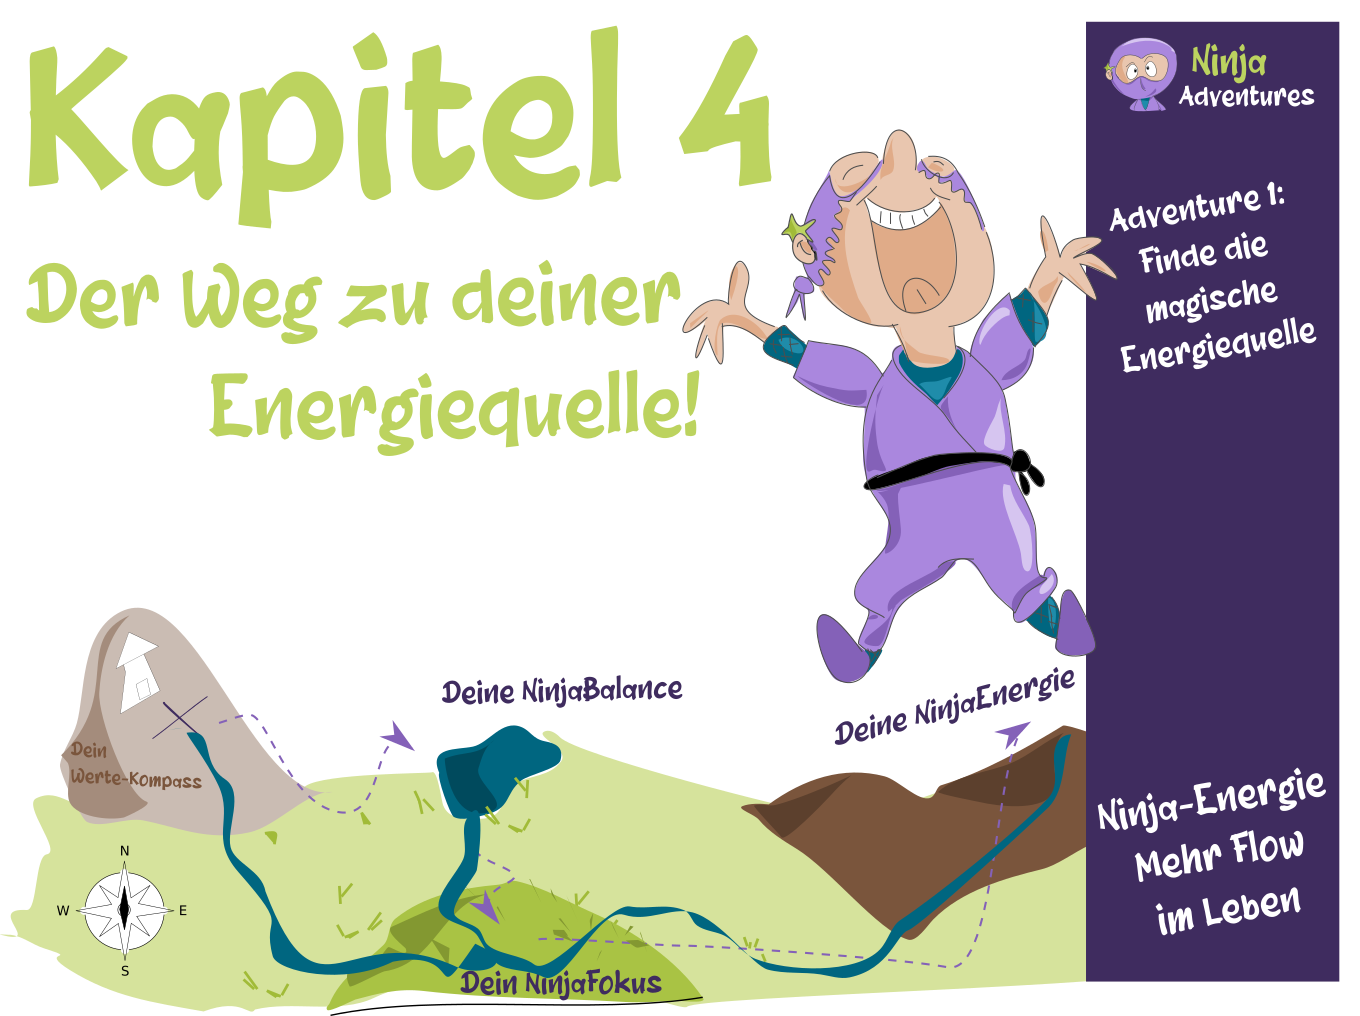 Kapitel 4
Der Weg zu deiner
Energiequelle!
Ninja
Adventures
Adventure 1:
Finde die
magische
Energiequelle
Deine NinjaBalance
Deine NinjaEnergie
Dein
Werte-Kompass
N
W
E
S
Dein NinjaFokus
Ninja-Energie
Mehr Flow
im Leben